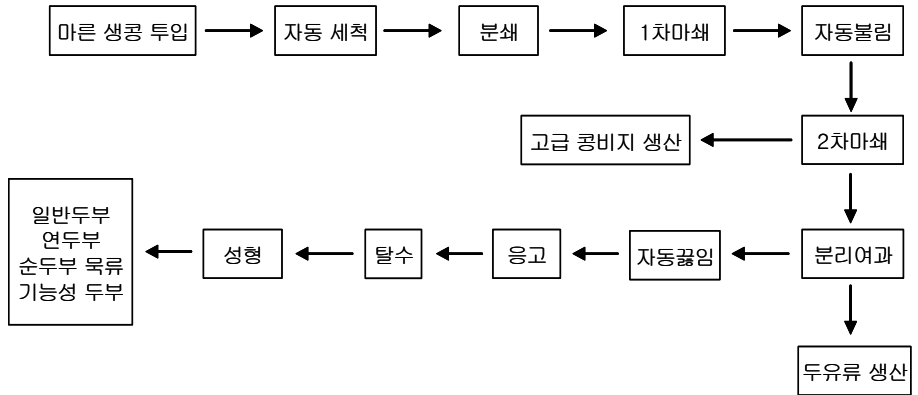 마른 생콩 투입
자동 세척
분쇄
1차마쇄
자동불림
고급 콩비지 생산
2차마쇄
일반두부
연두부
순두부 묵류
기능성 두부
성형
탈수
응고
자동끓임
분리여과
두유류 생산